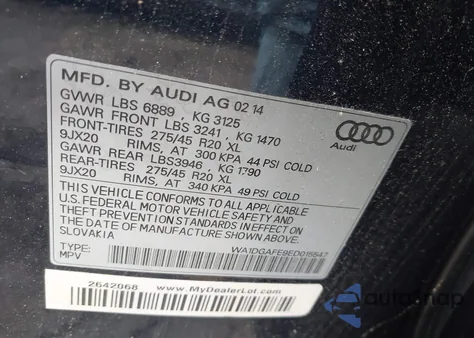 MFD. BY AUDI AG 02 14
GVWR LBS 6889 , KG 3125
GAWR FRONT LBS 3241 , KG 1470
FRONT-TIRES 275/45 R20 XL
9JX20 RIMS, AT 300 KPA 44 PSI COLD
GAWR REAR LBS3946 , KG 1790
REAR-TIRES 275/45 R20 XL
9JX20 RIMS, AT 340 KPA 49 PSI COLD
THIS VEHICLE CONFORMS TO ALL APPLICABLE
U.S. FEDERAL MOTOR VEHICLE SAFETY AND
THEFT PREVENTION STANDARDS IN EFFECT ON
THE DATE OF MANUFACTURE SHOWN ABOVE.
SLOVAKIA
TYPE:
MPV
WA1DGAFE9ED015547
Audi
2642068 www.MyDealerLot.com
autosnap